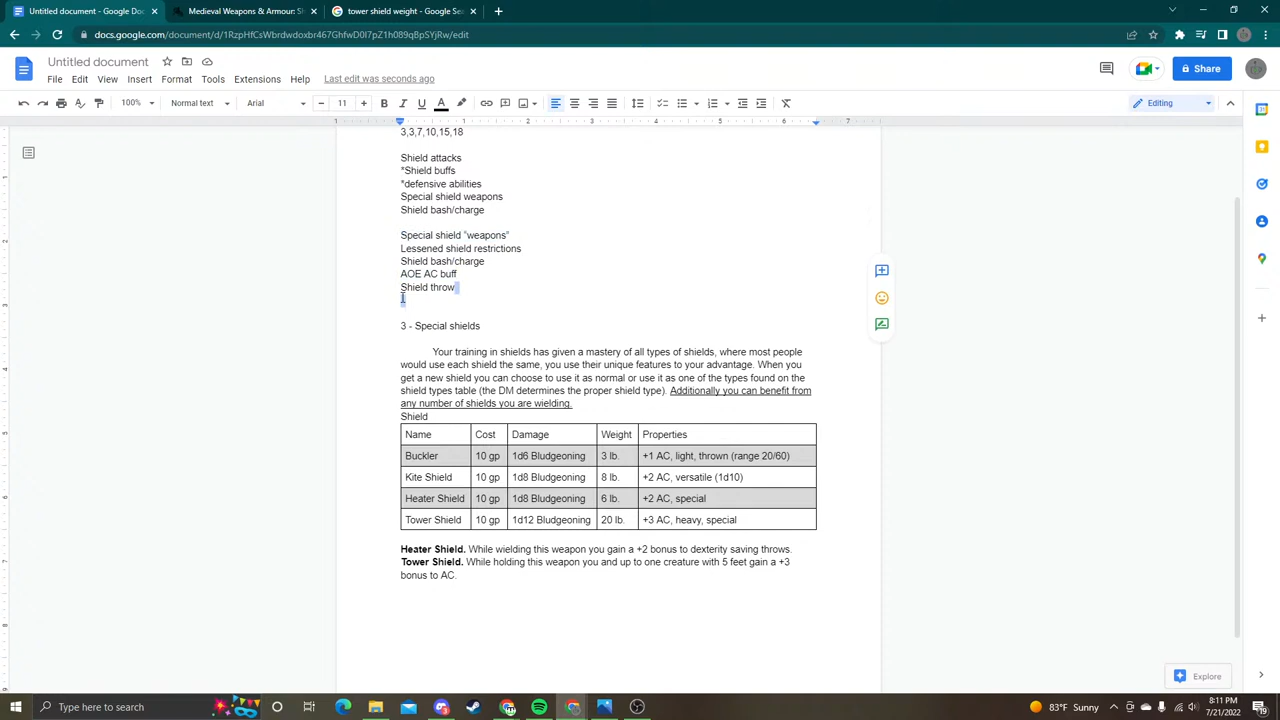 Untitled document - Google Doc
Medieval Weapons & Armour: Sh
tower shield weight - Google Se
docs.google.com/document/d/1RzpHfCsWbrdwdoxbr467GhfwD0l7pZ1h089qBpSYjRw/edit
Untitled document
File Edit View Insert Format Tools Extensions Help Last edit was seconds ago
Share
100% Normal text Arial 11 Editing
1 1 2 3 4 5 6 7
3,3,7,10,15,18
Shield attacks
*Shield buffs
*defensive abilities
Special shield weapons
Shield bash/charge
Special shield "weapons"
Lessened shield restrictions
Shield bash/charge
AOE AC buff
Shield throw
3 - Special shields
Your training in shields has given a mastery of all types of shields, where most people
would use each shield the same, you use their unique features to your advantage. When you
get a new shield you can choose to use it as normal or use it as one of the types found on the
shield types table (the DM determines the proper shield type). Additionally you can benefit from
any number of shields you are wielding.
Shield
Name Cost Damage Weight Properties
Buckler 10 gp 1d6 Bludgeoning 3 lb. +1 AC, light, thrown (range 20/60)
Kite Shield 10 gp 1d8 Bludgeoning 8 lb. +2 AC, versatile (1d10)
Heater Shield 10 gp 1d8 Bludgeoning 6 lb. +2 AC, special
Tower Shield 10 gp 1d12 Bludgeoning 20 lb. +3 AC, heavy, special
Heater Shield. While wielding this weapon you gain a +2 bonus to dexterity saving throws.
Tower Shield. While holding this weapon you and up to one creature with 5 feet gain a +3
bonus to AC.
Explore
Type here to search
83°F Sunny
8:11 PM
7/21/2022